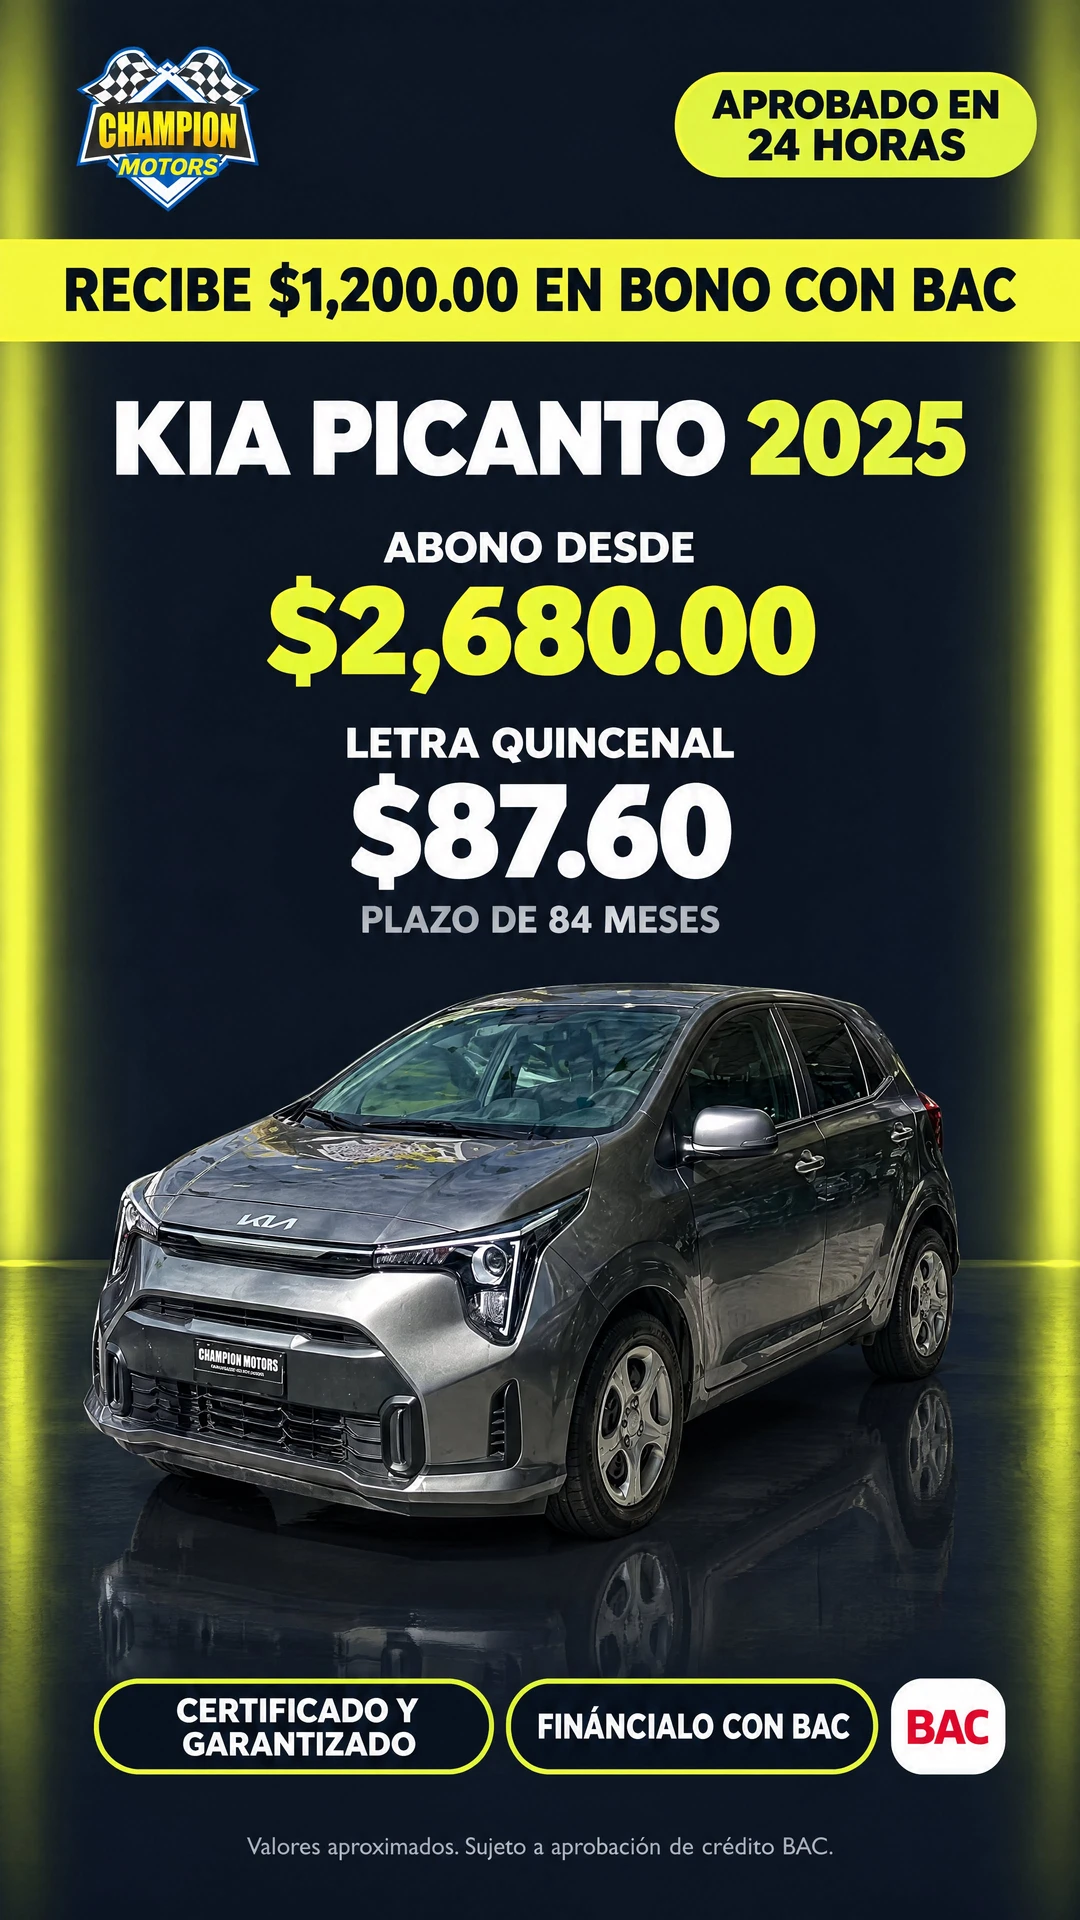 CHAMPION
MOTORS
APROBADO EN
24 HORAS
RECIBE $1,200.00 EN BONO CON BAC
KIA PICANTO 2025
ABONO DESDE
$2,680.00
LETRA QUINCENAL
$87.60
PLAZO DE 84 MESES
KIA
CHAMPION MOTORS
CERTIFICADO Y
GARANTIZADO
FINÁNCIALO CON BAC
BAC
Valores aproximados. Sujeto a aprobación de crédito BAC.